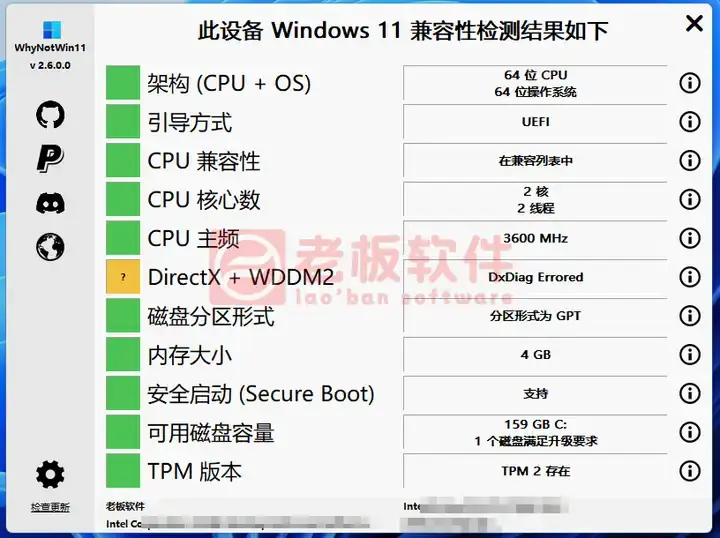 WhyNotWin11
v 2.6.0.0
此设备 Windows 11 兼容性检测结果如下
架构 (CPU + OS)
64 位 CPU
64 位操作系统
引导方式
UEFI
CPU 兼容性
在兼容列表中
CPU 核心数
2 核
2 线程
CPU 主频
3600 MHz
?
DirectX + WDDM2
DxDiag Errored
磁盘分区形式
分区形式为 GPT
内存大小
4 GB
安全启动 (Secure Boot)
支持
可用磁盘容量
159 GB C:
1 个磁盘满足升级要求
TPM 版本
TPM 2 存在
检查更新
老板软件
Intel
老板软件
lao'ban software